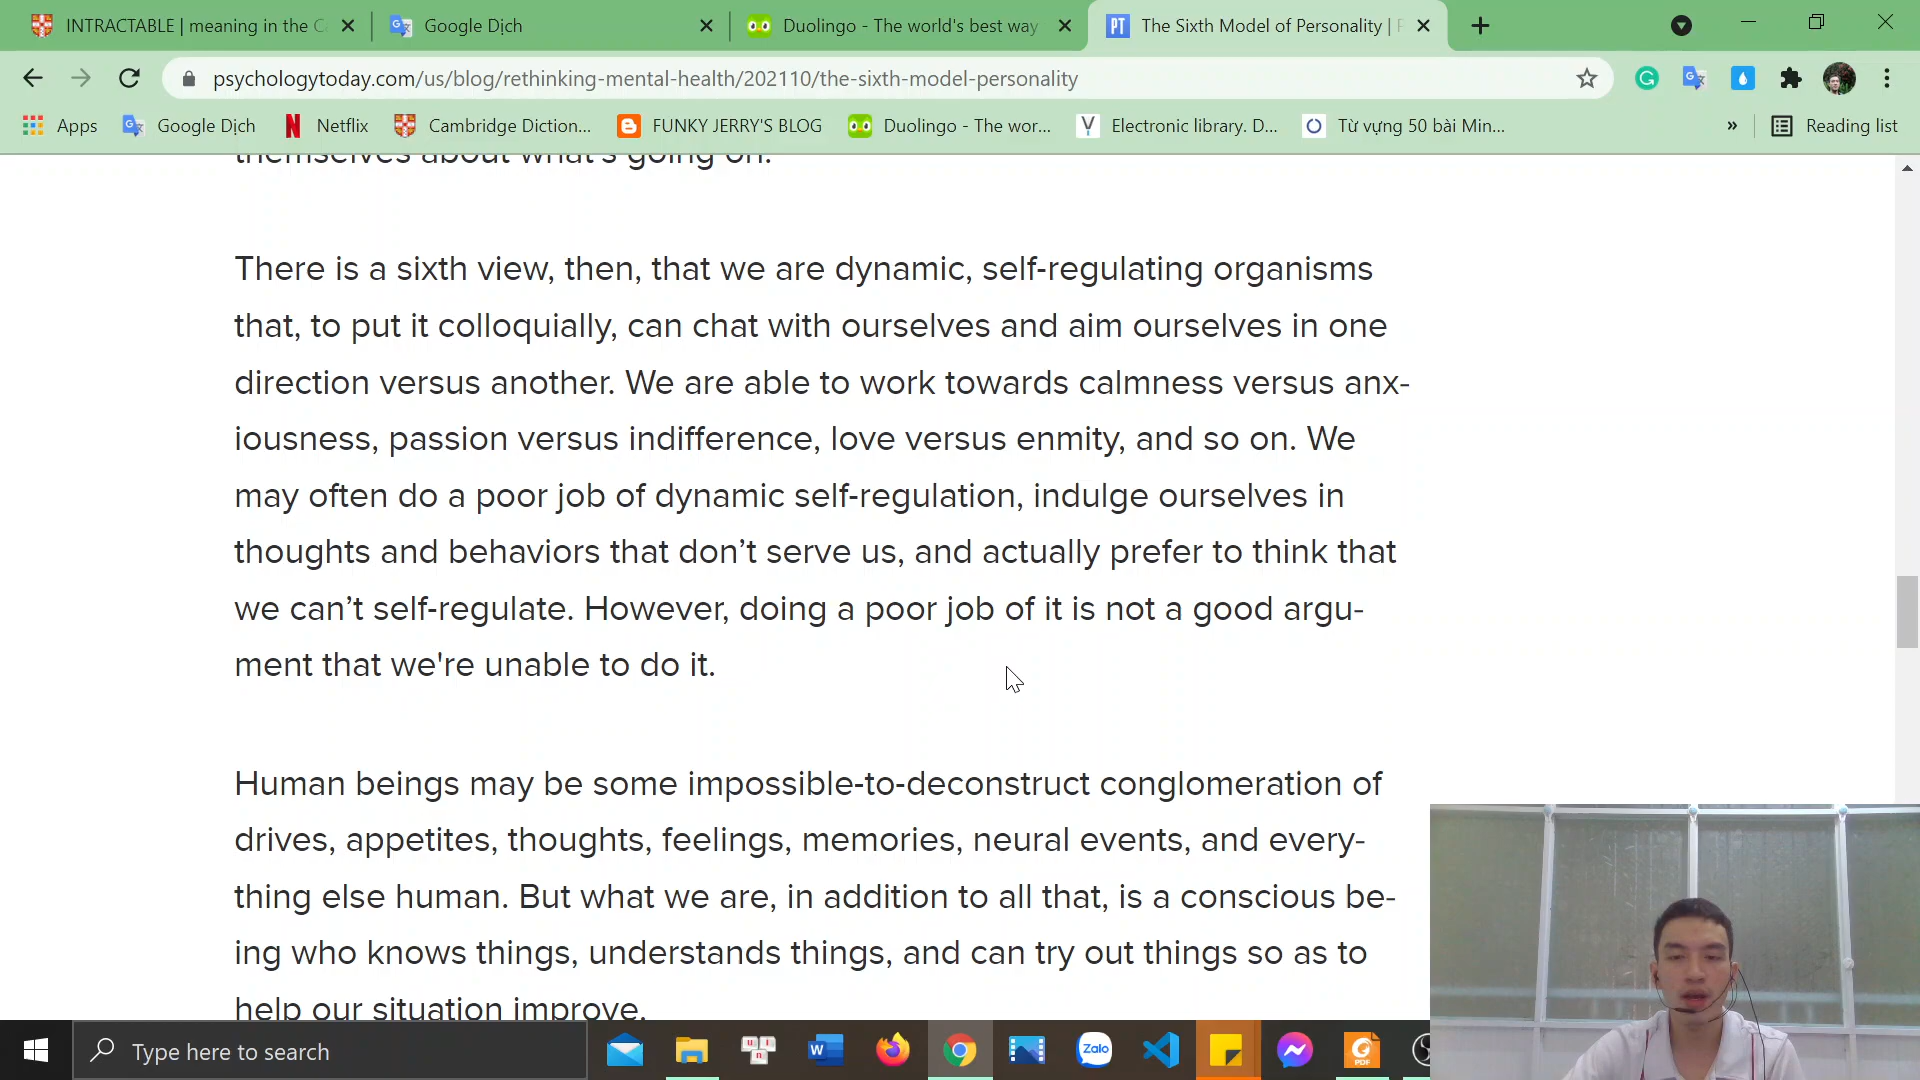 INTRACTABLE | meaning in the C
Google Dịch
Duolingo - The world's best way
PT
The Sixth Model of Personality |
psychologytoday.com/us/blog/rethinking-mental-health/202110/the-sixth-model-personality
Apps
Google Dịch
Netflix
Cambridge Diction...
FUNKY JERRY'S BLOG
Duolingo - The wor...
Electronic library. D...
Từ vựng 50 bài Min...
»
Reading list
themselves about what's going on.
There is a sixth view, then, that we are dynamic, self-regulating organisms
that, to put it colloquially, can chat with ourselves and aim ourselves in one
direction versus another. We are able to work towards calmness versus anx-
iousness, passion versus indifference, love versus enmity, and so on. We
may often do a poor job of dynamic self-regulation, indulge ourselves in
thoughts and behaviors that don’t serve us, and actually prefer to think that
we can’t self-regulate. However, doing a poor job of it is not a good argu-
ment that we're unable to do it.
Human beings may be some impossible-to-deconstruct conglomeration of
drives, appetites, thoughts, feelings, memories, neural events, and every-
thing else human. But what we are, in addition to all that, is a conscious be-
ing who knows things, understands things, and can try out things so as to
help our situation improve.
Type here to search
Zalo
PDF